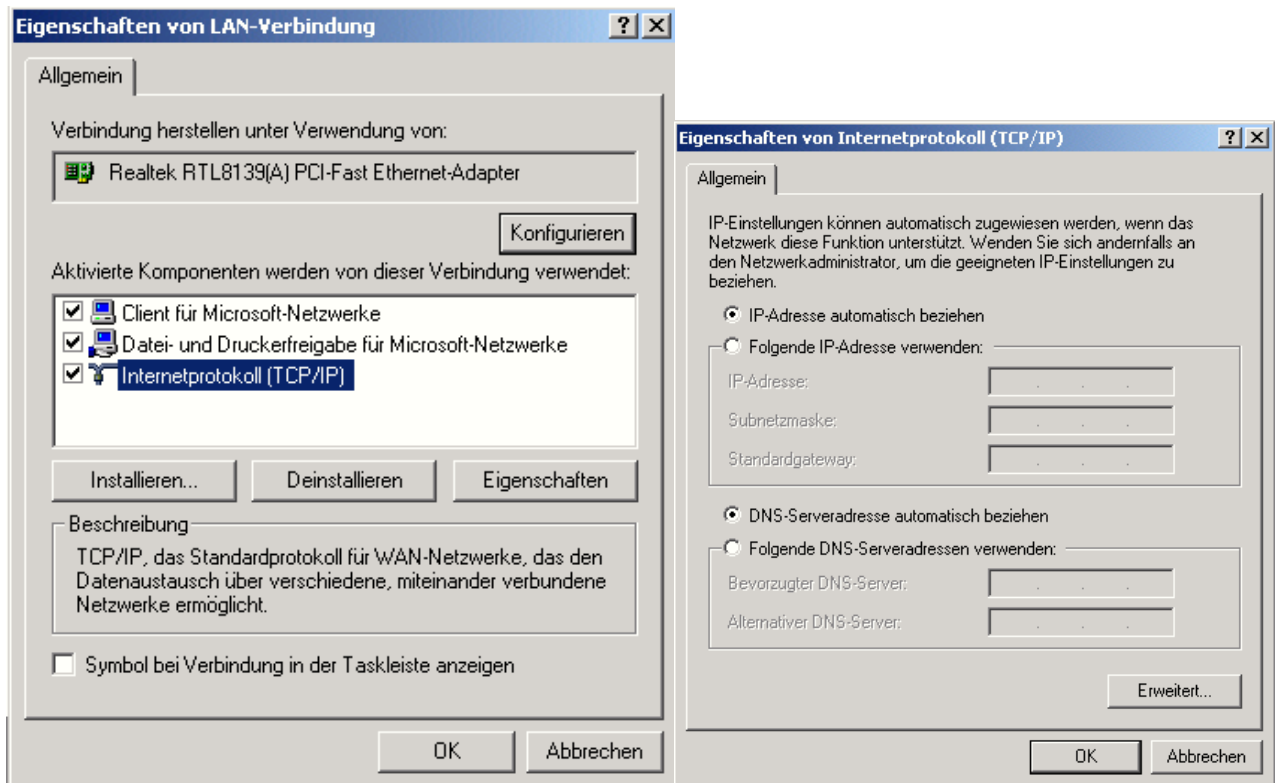 Eigenschaften von LAN-Verbindung
Allgemein
Verbindung herstellen unter Verwendung von:
Realtek RTL8139(A) PCI-Fast Ethernet-Adapter
Konfigurieren
Aktivierte Komponenten werden von dieser Verbindung verwendet:
Client für Microsoft-Netzwerke
Datei- und Druckerfreigabe für Microsoft-Netzwerke
Internetprotokoll (TCP/IP)
Installieren...
Deinstallieren
Eigenschaften
Beschreibung
TCP/IP, das Standardprotokoll für WAN-Netzwerke, das den
Datenaustausch über verschiedene, miteinander verbundene
Netzwerke ermöglicht.
Symbol bei Verbindung in der Taskleiste anzeigen
OK
Abbrechen
Eigenschaften von Internetprotokoll (TCP/IP)
Allgemein
IP-Einstellungen können automatisch zugewiesen werden, wenn das
Netzwerk diese Funktion unterstützt. Wenden Sie sich andernfalls an
den Netzwerkadministrator, um die geeigneten IP-Einstellungen zu
beziehen.
IP-Adresse automatisch beziehen
Folgende IP-Adresse verwenden:
IP-Adresse:
Subnetzmaske:
Standardgateway:
DNS-Serveradresse automatisch beziehen
Folgende DNS-Serveradressen verwenden:
Bevorzugter DNS-Server:
Alternativer DNS-Server:
Erweitert...
OK
Abbrechen